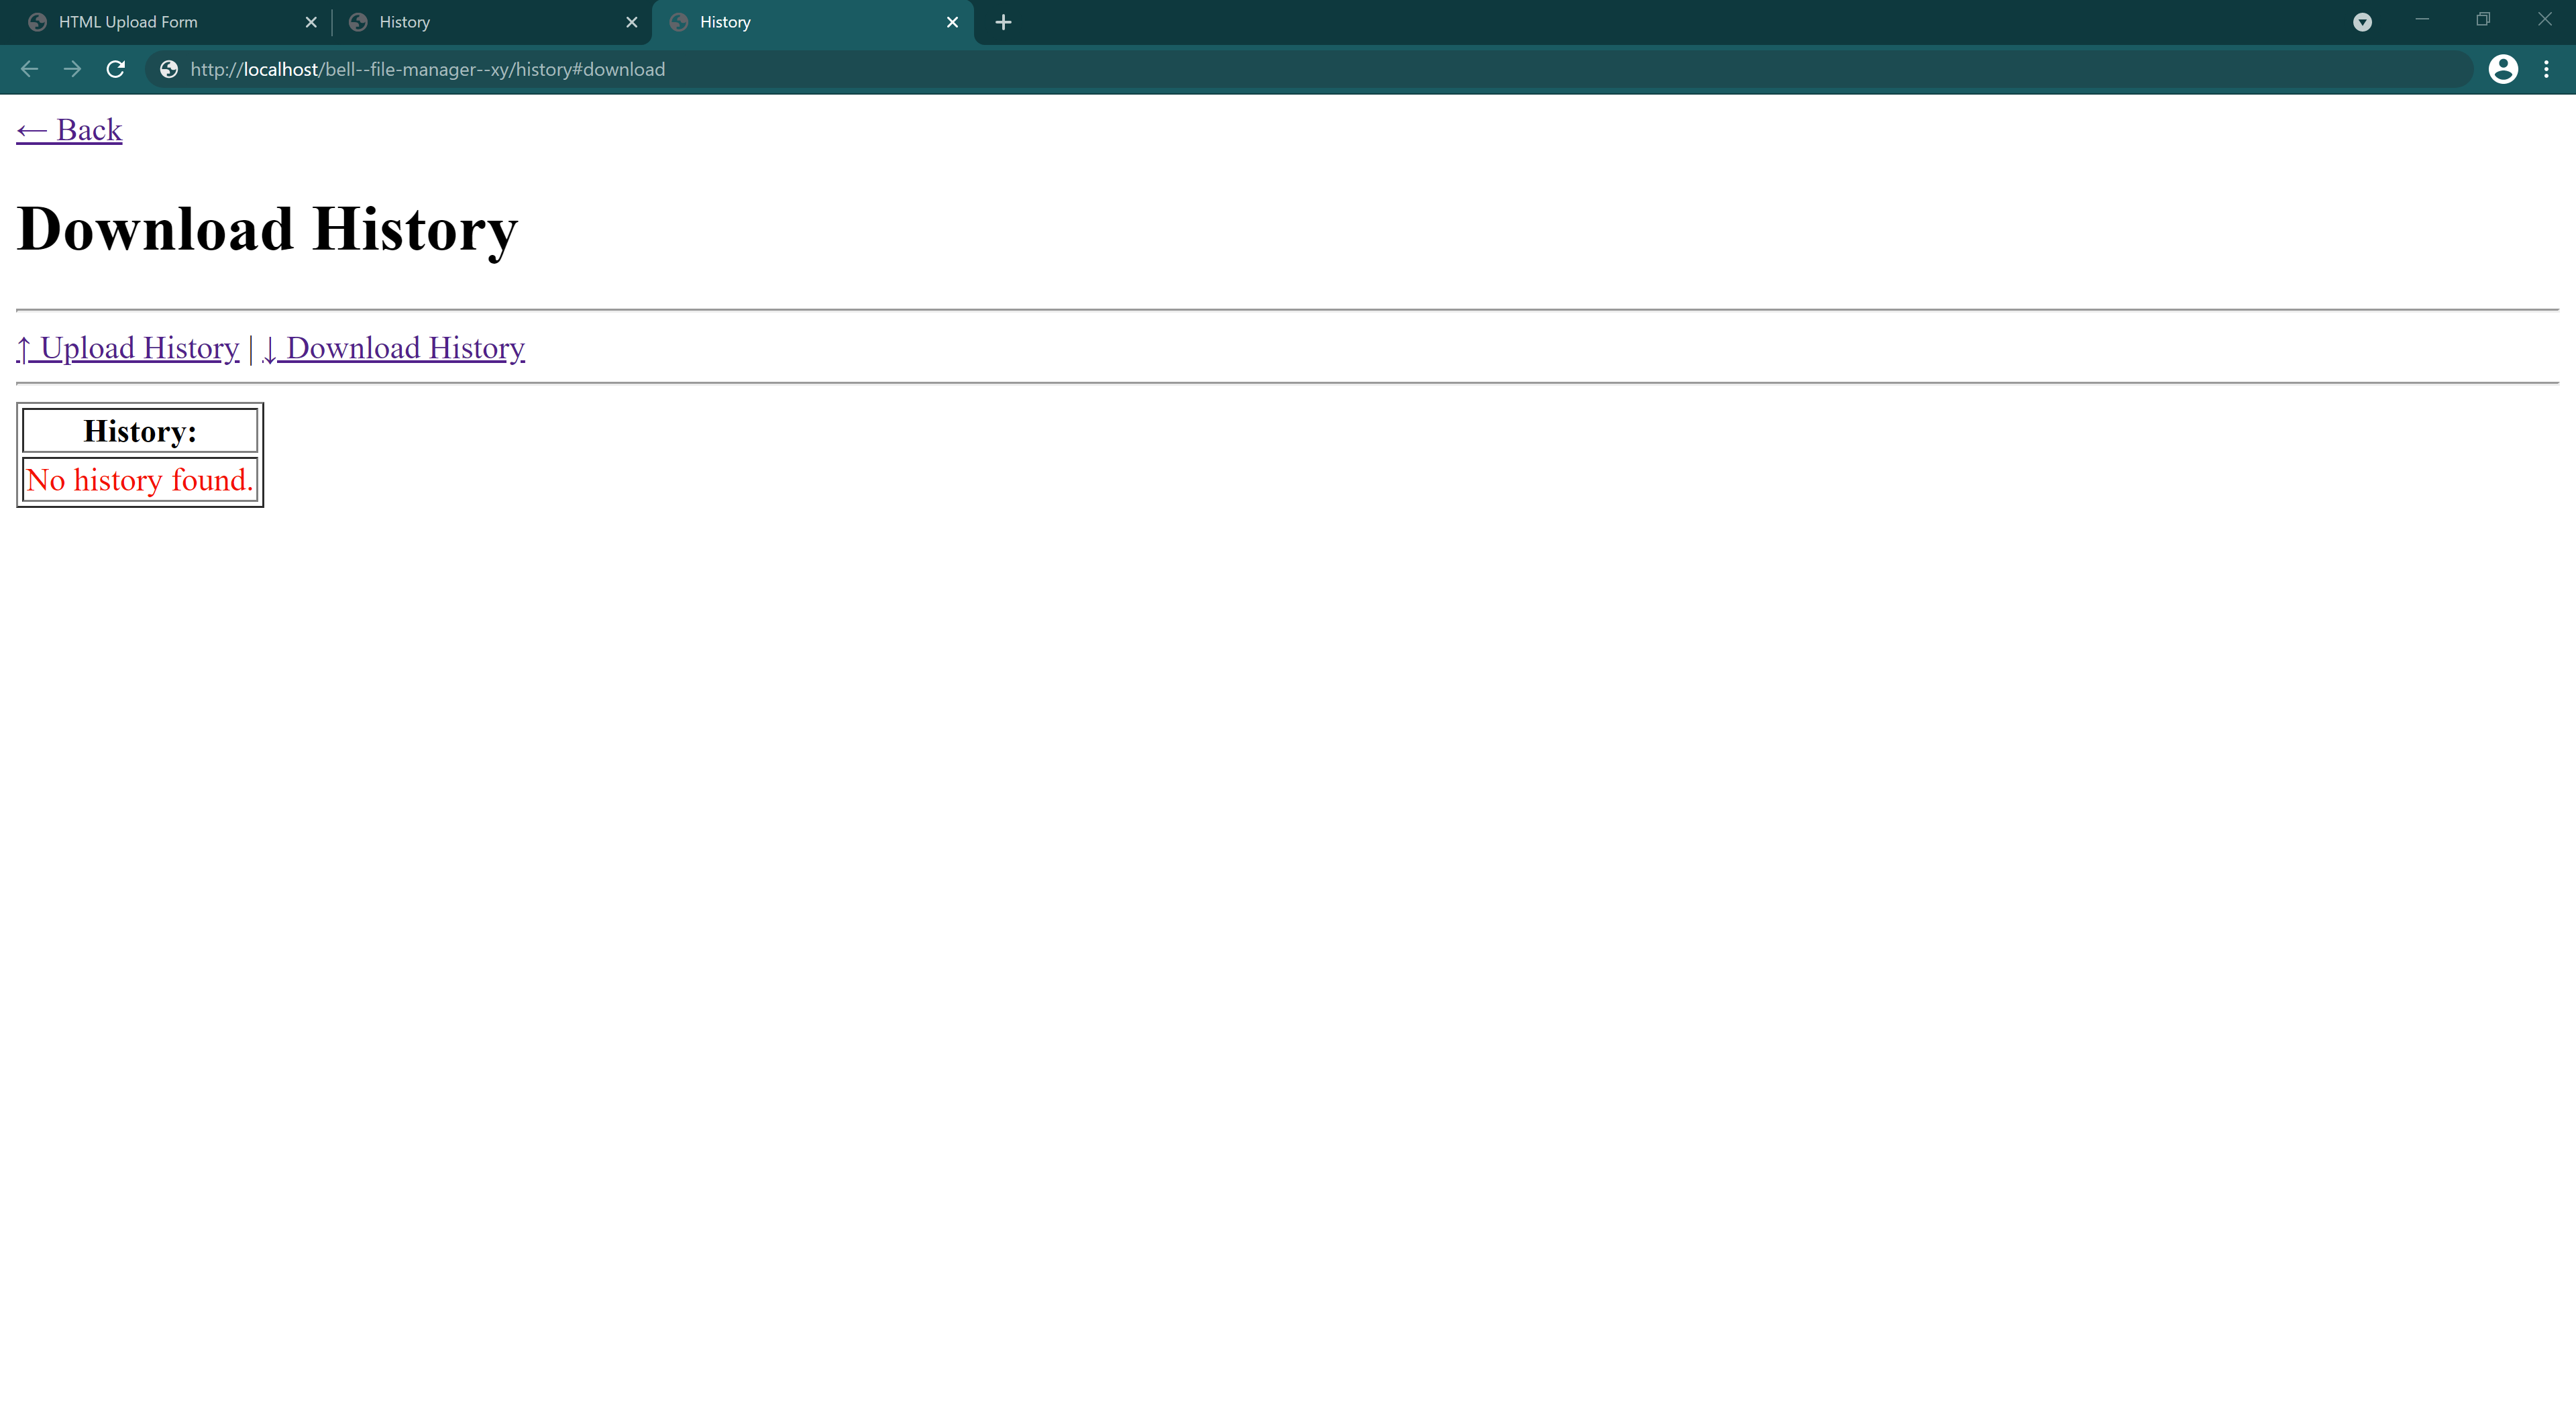 HTML Upload Form
History
History
http://localhost/bell--file-manager--xy/history#download
← Back
Download History
↑ Upload History | ↓ Download History
History:
No history found.